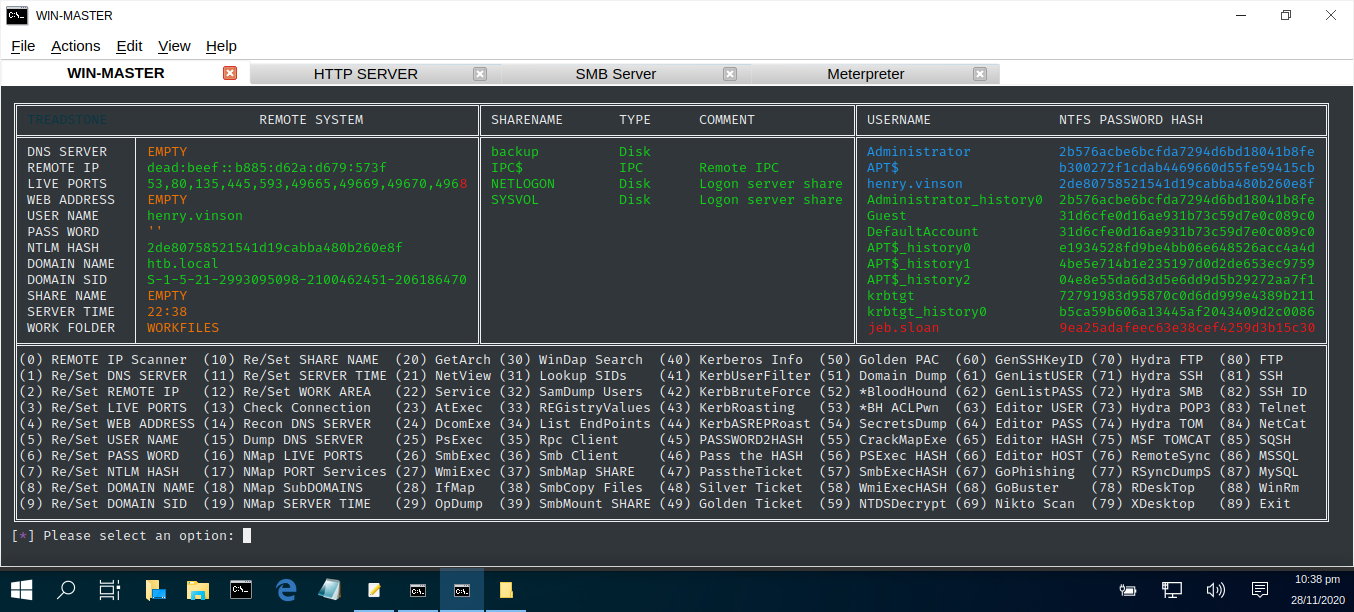 WIN-MASTER
File Actions Edit View Help
WIN-MASTER HTTP SERVER SMB Server Meterpreter
TREADSTONE REMOTE SYSTEM SHARENAME TYPE COMMENT USERNAME NTFS PASSWORD HASH
DNS SERVER EMPTY backup Disk Administrator 2b576acbe6bcfda7294d6bd18041b8fe
REMOTE IP dead:beef::b885:d62a:d679:573f IPC$ IPC Remote IPC APT$ b300272f1cdab4469660d55fe59415cb
LIVE PORTS 53,80,135,445,593,49665,49669,49670,4968 NETLOGON Disk Logon server share henry.vinson 2de80758521541d19cabba480b260e8f
WEB ADDRESS EMPTY SYSVOL Disk Logon server share Administrator_history0 2b576acbe6bcfda7294d6bd18041b8fe
USER NAME henry.vinson Guest 31d6cfe0d16ae931b73c59d7e0c089c0
PASS WORD '' DefaultAccount 31d6cfe0d16ae931b73c59d7e0c089c0
NTLM HASH 2de80758521541d19cabba480b260e8f APT$_history0 e1934528fd9be4bb06e648526acc4a4d
DOMAIN NAME htb.local APT$_history1 4be5e714b1e235197d0d2de653ec9759
DOMAIN SID S-1-5-21-2993095098-2100462451-206186470 APT$_history2 04e8e55da6d3d5e6dd9d5b29272aa7f1
SHARE NAME EMPTY krbtgt 72791983d95870c0d6dd999e4389b211
SERVER TIME 22:38 krbtgt_history0 b5ca59b606a13445af2043409d2c0086
WORK FOLDER WORKFILES jeb.sloan 9ea25adafeec63e38cef4259d3b15c30
(0) REMOTE IP Scanner (10) Re/Set SHARE NAME (20) GetArch (30) WinDap Search (40) Kerberos Info (50) Golden PAC (60) GenSSHKeyID (70) Hydra FTP (80) FTP
(1) Re/Set DNS SERVER (11) Re/Set SERVER TIME (21) NetView (31) Lookup SIDs (41) KerbUserFilter (51) Domain Dump (61) GenListUSER (71) Hydra SSH (81) SSH
(2) Re/Set REMOTE IP (12) Re/Set WORK AREA (22) Service (32) SamDump Users (42) KerbBruteForce (52) *BloodHound (62) GenListPASS (72) Hydra SMB (82) SSH ID
(3) Re/Set LIVE PORTS (13) Check Connection (23) AtExec (33) REGistryValues (43) KerbRoasting (53) *BH ACLPwn (63) Editor USER (73) Hydra POP3 (83) Telnet
(4) Re/Set WEB ADDRESS (14) Recon DNS SERVER (24) DcomExe (34) List EndPoints (44) KerbASREPRoast (54) SecretsDump (64) Editor PASS (74) Hydra TOM (84) NetCat
(5) Re/Set USER NAME (15) Dump DNS SERVER (25) PsExec (35) Rpc Client (45) PASSWORD2HASH (55) CrackMapExe (65) Editor HASH (75) MSF TOMCAT (85) SQSH
(6) Re/Set PASS WORD (16) NMap LIVE PORTS (26) SmbExec (36) Smb Client (46) Pass the HASH (56) PSExec HASH (66) Editor HOST (76) RemoteSync (86) MSSQL
(7) Re/Set NTLM HASH (17) NMap PORT Services (27) WmiExec (37) SmbMap SHARE (47) PasstheTicket (57) SmbExecHASH (67) GoPhishing (77) RSyncDumpS (87) MySQL
(8) Re/Set DOMAIN NAME (18) NMap SubDOMAINS (28) IfMap (38) SmbCopy Files (48) Silver Ticket (58) WmiExecHASH (68) GoBuster (78) RDeskTop (88) WinRm
(9) Re/Set DOMAIN SID (19) NMap SERVER TIME (29) OpDump (39) SmbMount SHARE (49) Golden Ticket (59) NTDSDecrypt (69) Nikto Scan (79) XDesktop (89) Exit
[*] Please select an option:
10:38 pm
28/11/2020